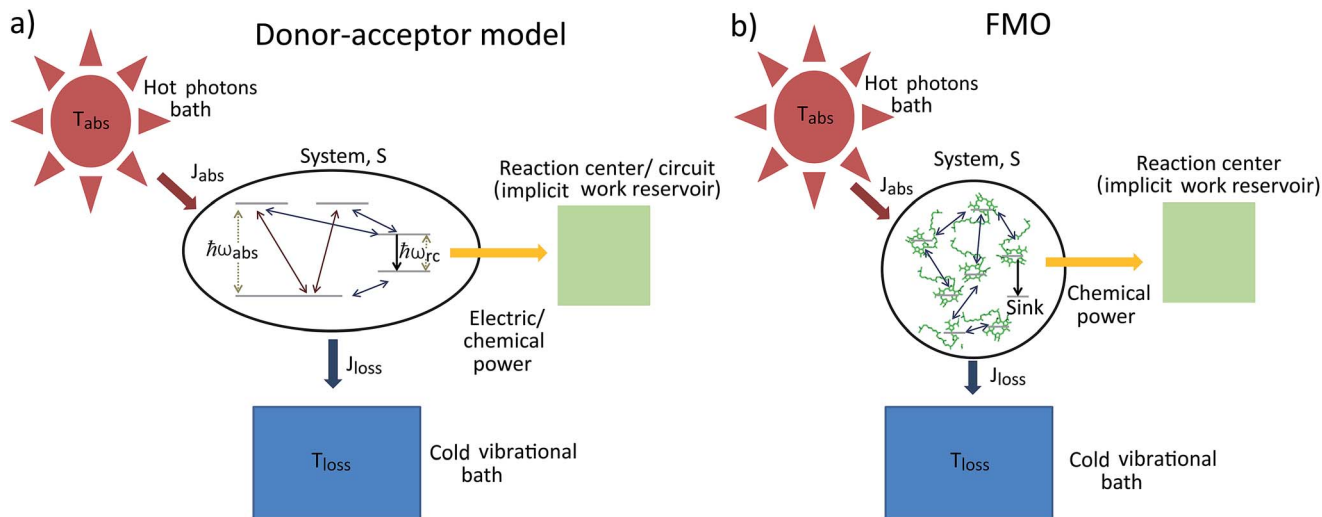 a)
Donor-acceptor model
Hot photons
bath
T_abs
J_abs
System, S
Reaction center/ circuit
(implicit work reservoir)
ħω_abs
ħω_rc
Electric/
chemical
power
J_loss
T_loss
Cold vibrational
bath
b)
FMO
Hot photons
bath
T_abs
J_abs
System, S
Reaction center
(implicit work reservoir)
Sink
Chemical
power
J_loss
T_loss
Cold vibrational
bath